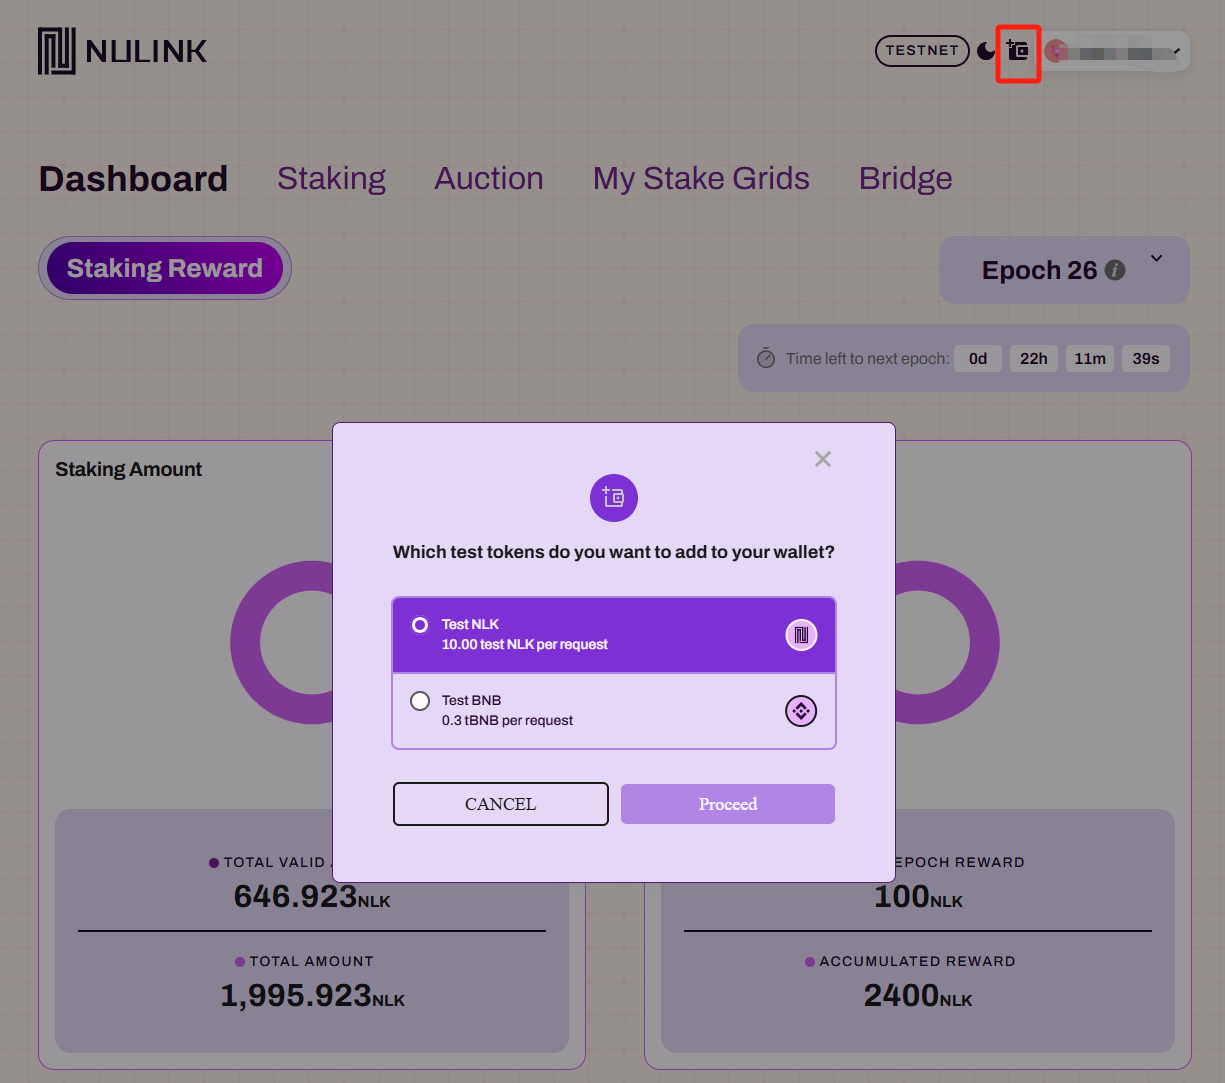 NULINK
TESTNET
Dashboard Staking Auction My Stake Grids Bridge
Staking Reward
Epoch 26
Time left to next epoch: 0d 22h 11m 39s
Staking Amount
Which test tokens do you want to add to your wallet?
Test NLK
10.00 test NLK per request
Test BNB
0.3 tBNB per request
CANCEL Proceed
TOTAL VALID
646.923NLK
TOTAL AMOUNT
1,995.923NLK
EPOCH REWARD
100NLK
ACCUMULATED REWARD
2400NLK